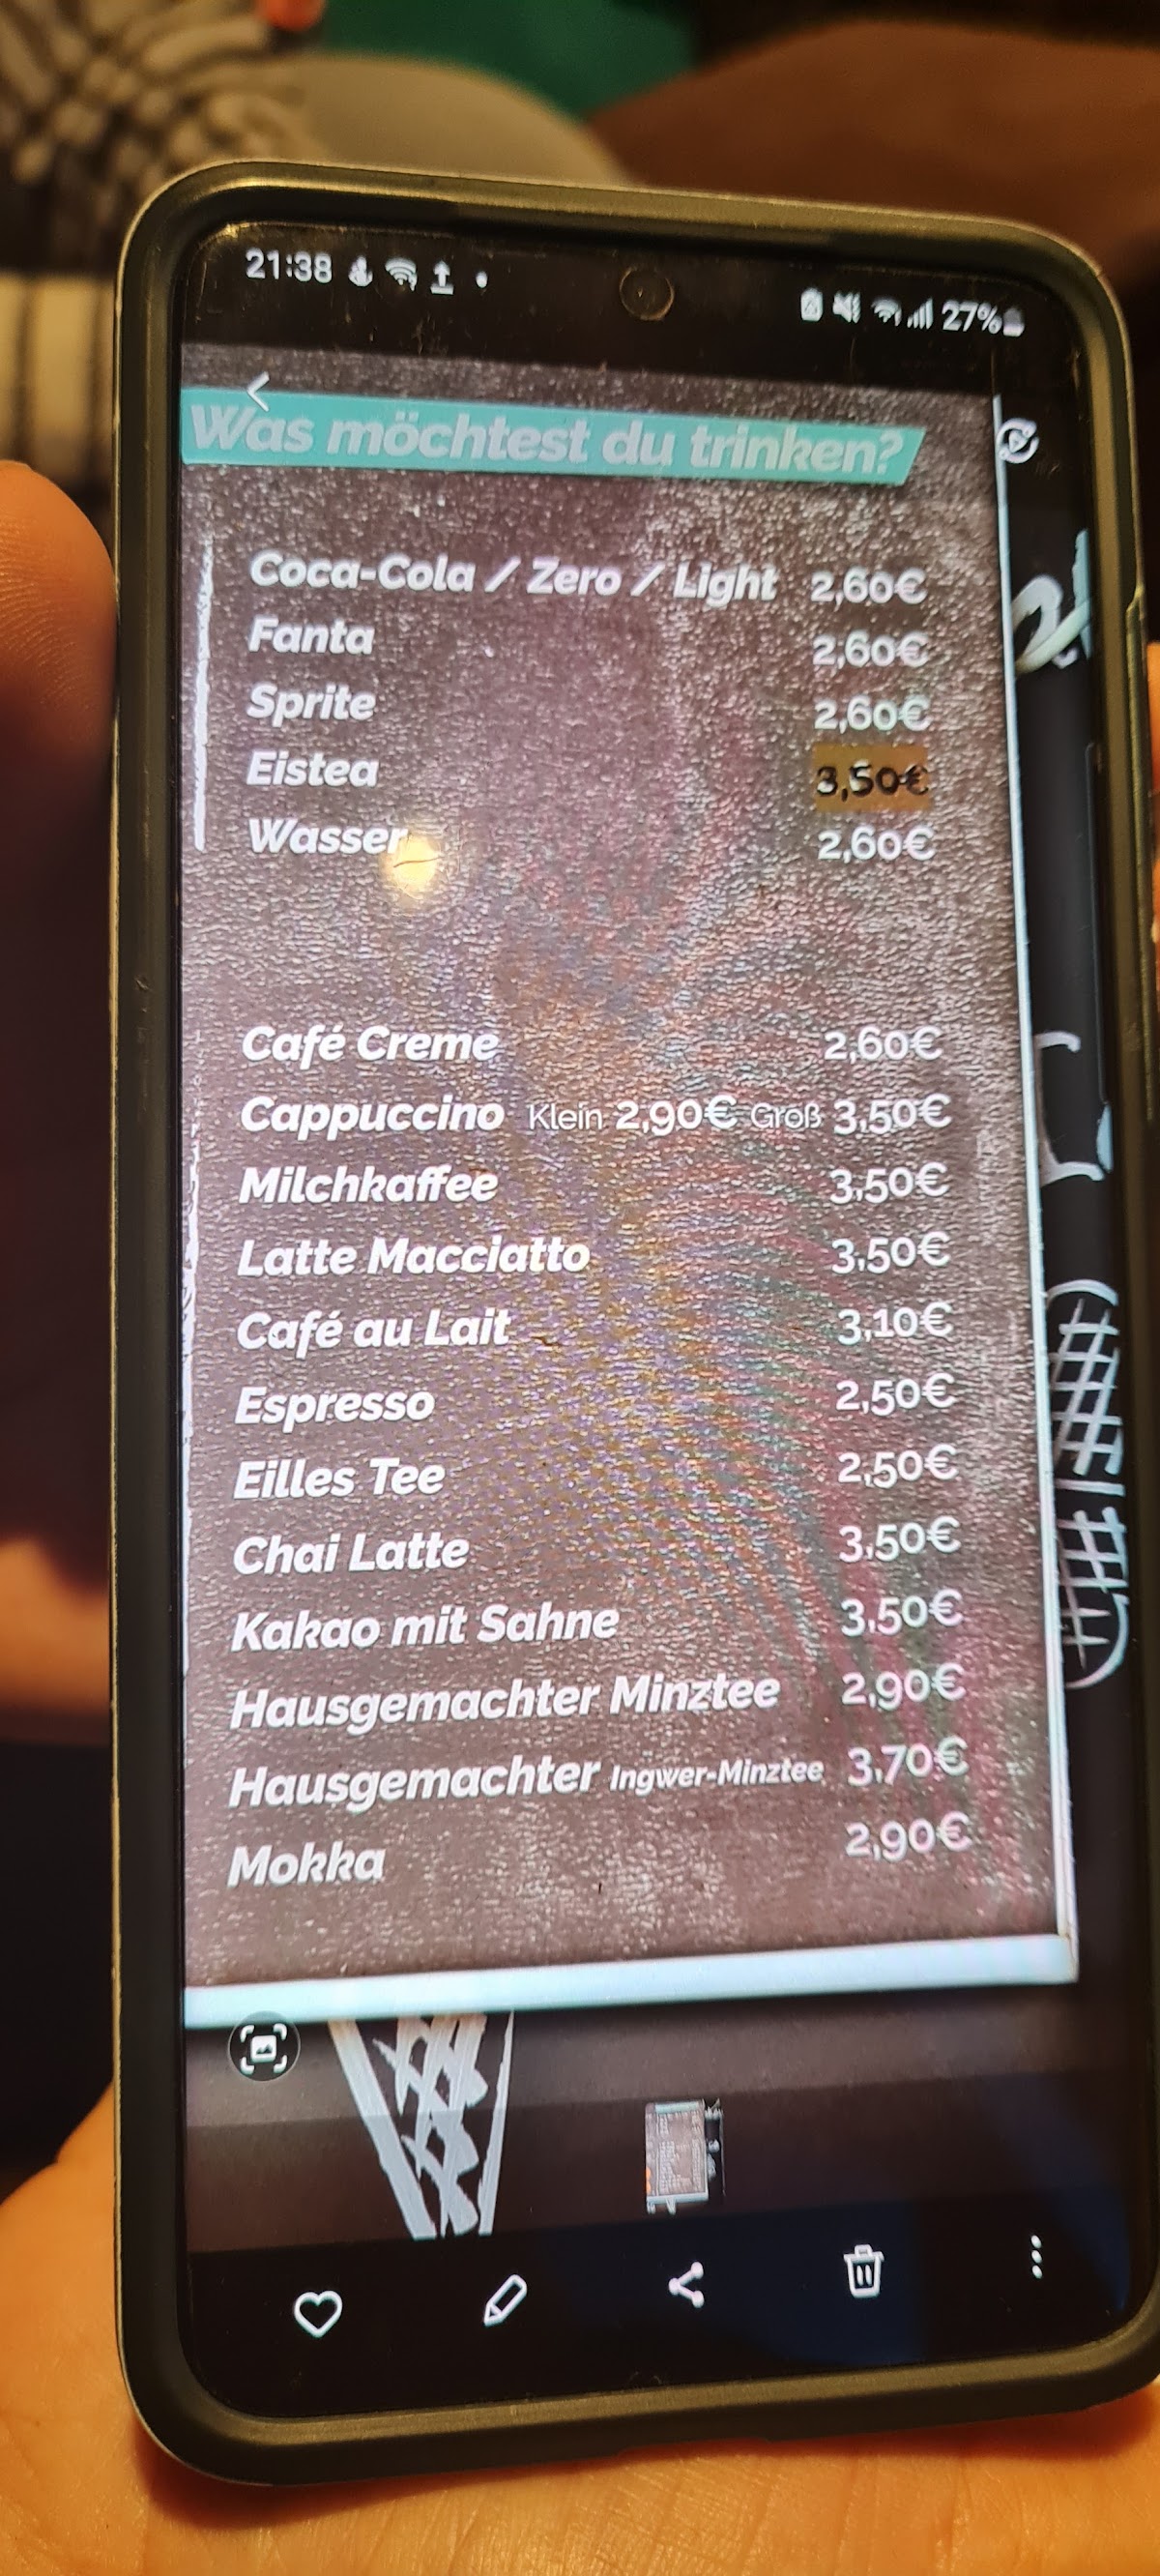 21:38
27%
Was möchtest du trinken?
Coca-Cola / Zero / Light 2,60€
Fanta 2,60€
Sprite 2,60€
Eistea 3,50€
Wasser 2,60€
Café Creme 2,60€
Cappuccino Klein 2,90€ Groß 3,50€
Milchkaffee 3,50€
Latte Macciatto 3,50€
Café au Lait 3,10€
Espresso 2,50€
Eilles Tee 2,50€
Chai Latte 3,50€
Kakao mit Sahne 3,50€
Hausgemachter Minztee 2,90€
Hausgemachter Ingwer-Minztee 3,70€
Mokka 2,90€